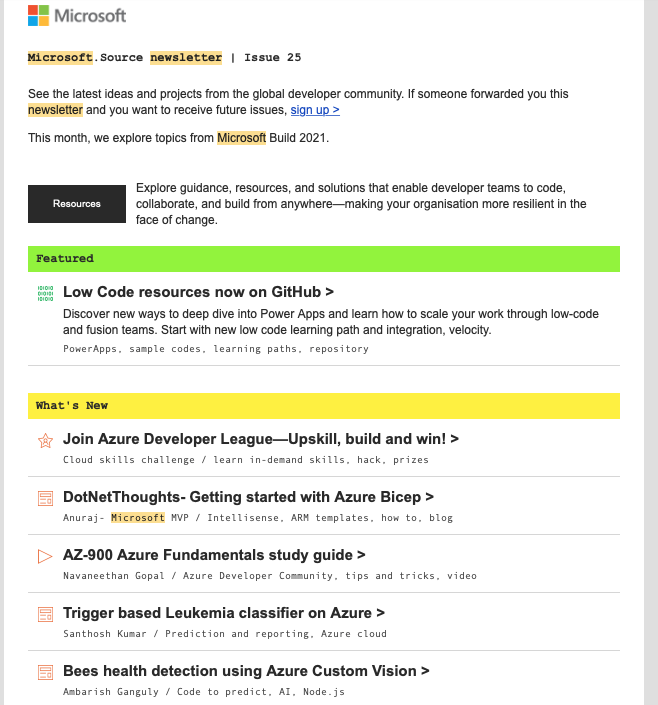 Microsoft
Microsoft.Source newsletter | Issue 25
See the latest ideas and projects from the global developer community. If someone forwarded you this
newsletter and you want to receive future issues, sign up >
This month, we explore topics from Microsoft Build 2021.
Resources
Explore guidance, resources, and solutions that enable developer teams to code,
collaborate, and build from anywhere—making your organisation more resilient in the
face of change.
Featured
Low Code resources now on GitHub >
Discover new ways to deep dive into Power Apps and learn how to scale your work through low-code
and fusion teams. Start with new low code learning path and integration, velocity.
PowerApps, sample codes, learning paths, repository
What's New
Join Azure Developer League—Upskill, build and win! >
Cloud skills challenge / learn in-demand skills, hack, prizes
DotNetThoughts- Getting started with Azure Bicep >
Anuraj- Microsoft MVP / Intellisense, ARM templates, how to, blog
AZ-900 Azure Fundamentals study guide >
Navaneethan Gopal / Azure Developer Community, tips and tricks, video
Trigger based Leukemia classifier on Azure >
Santhosh Kumar / Prediction and reporting, Azure cloud
Bees health detection using Azure Custom Vision >
Ambarish Ganguly / Code to predict, AI, Node.js